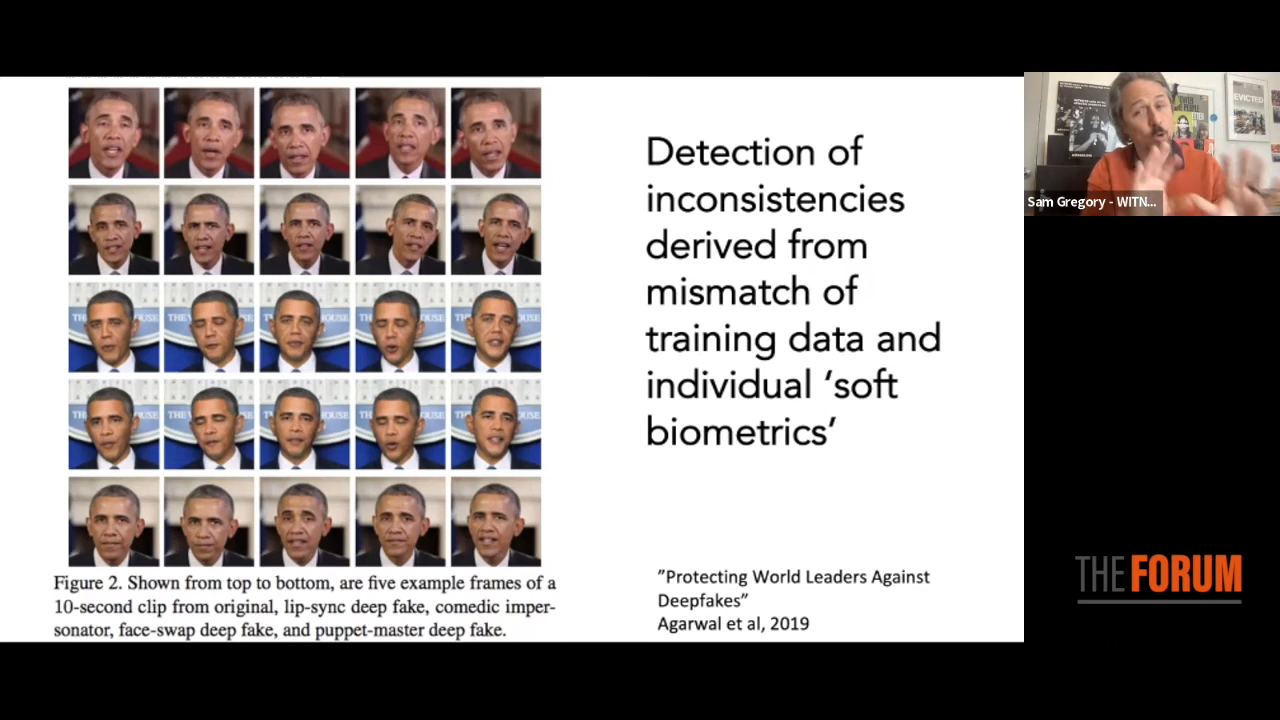 Detection of
inconsistencies
derived from
mismatch of
training data and
individual ‘soft
biometrics’
Figure 2. Shown from top to bottom, are five example frames of a
10-second clip from original, lip-sync deep fake, comedic imper-
sonator, face-swap deep fake, and puppet-master deep fake.
”Protecting World Leaders Against
Deepfakes”
Agarwal et al, 2019
EVICTED
Sam Gregory - WITN...
THE FORUM